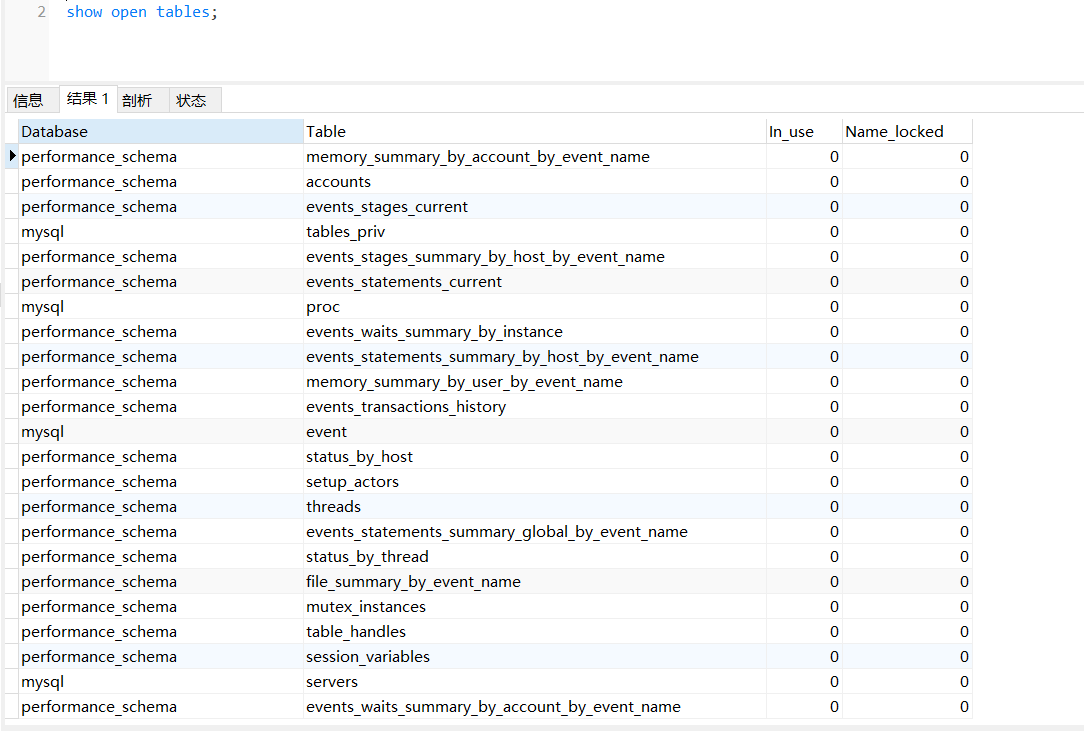 2 show open tables;
信息 结果 1 剖析 状态
Database Table In_use Name_locked
performance_schema memory_summary_by_account_by_event_name 0 0
performance_schema accounts 0 0
performance_schema events_stages_current 0 0
mysql tables_priv 0 0
performance_schema events_stages_summary_by_host_by_event_name 0 0
performance_schema events_statements_current 0 0
mysql proc 0 0
performance_schema events_waits_summary_by_instance 0 0
performance_schema events_statements_summary_by_host_by_event_name 0 0
performance_schema memory_summary_by_user_by_event_name 0 0
performance_schema events_transactions_history 0 0
mysql event 0 0
performance_schema status_by_host 0 0
performance_schema setup_actors 0 0
performance_schema threads 0 0
performance_schema events_statements_summary_global_by_event_name 0 0
performance_schema status_by_thread 0 0
performance_schema file_summary_by_event_name 0 0
performance_schema mutex_instances 0 0
performance_schema table_handles 0 0
performance_schema session_variables 0 0
mysql servers 0 0
performance_schema events_waits_summary_by_account_by_event_name 0 0